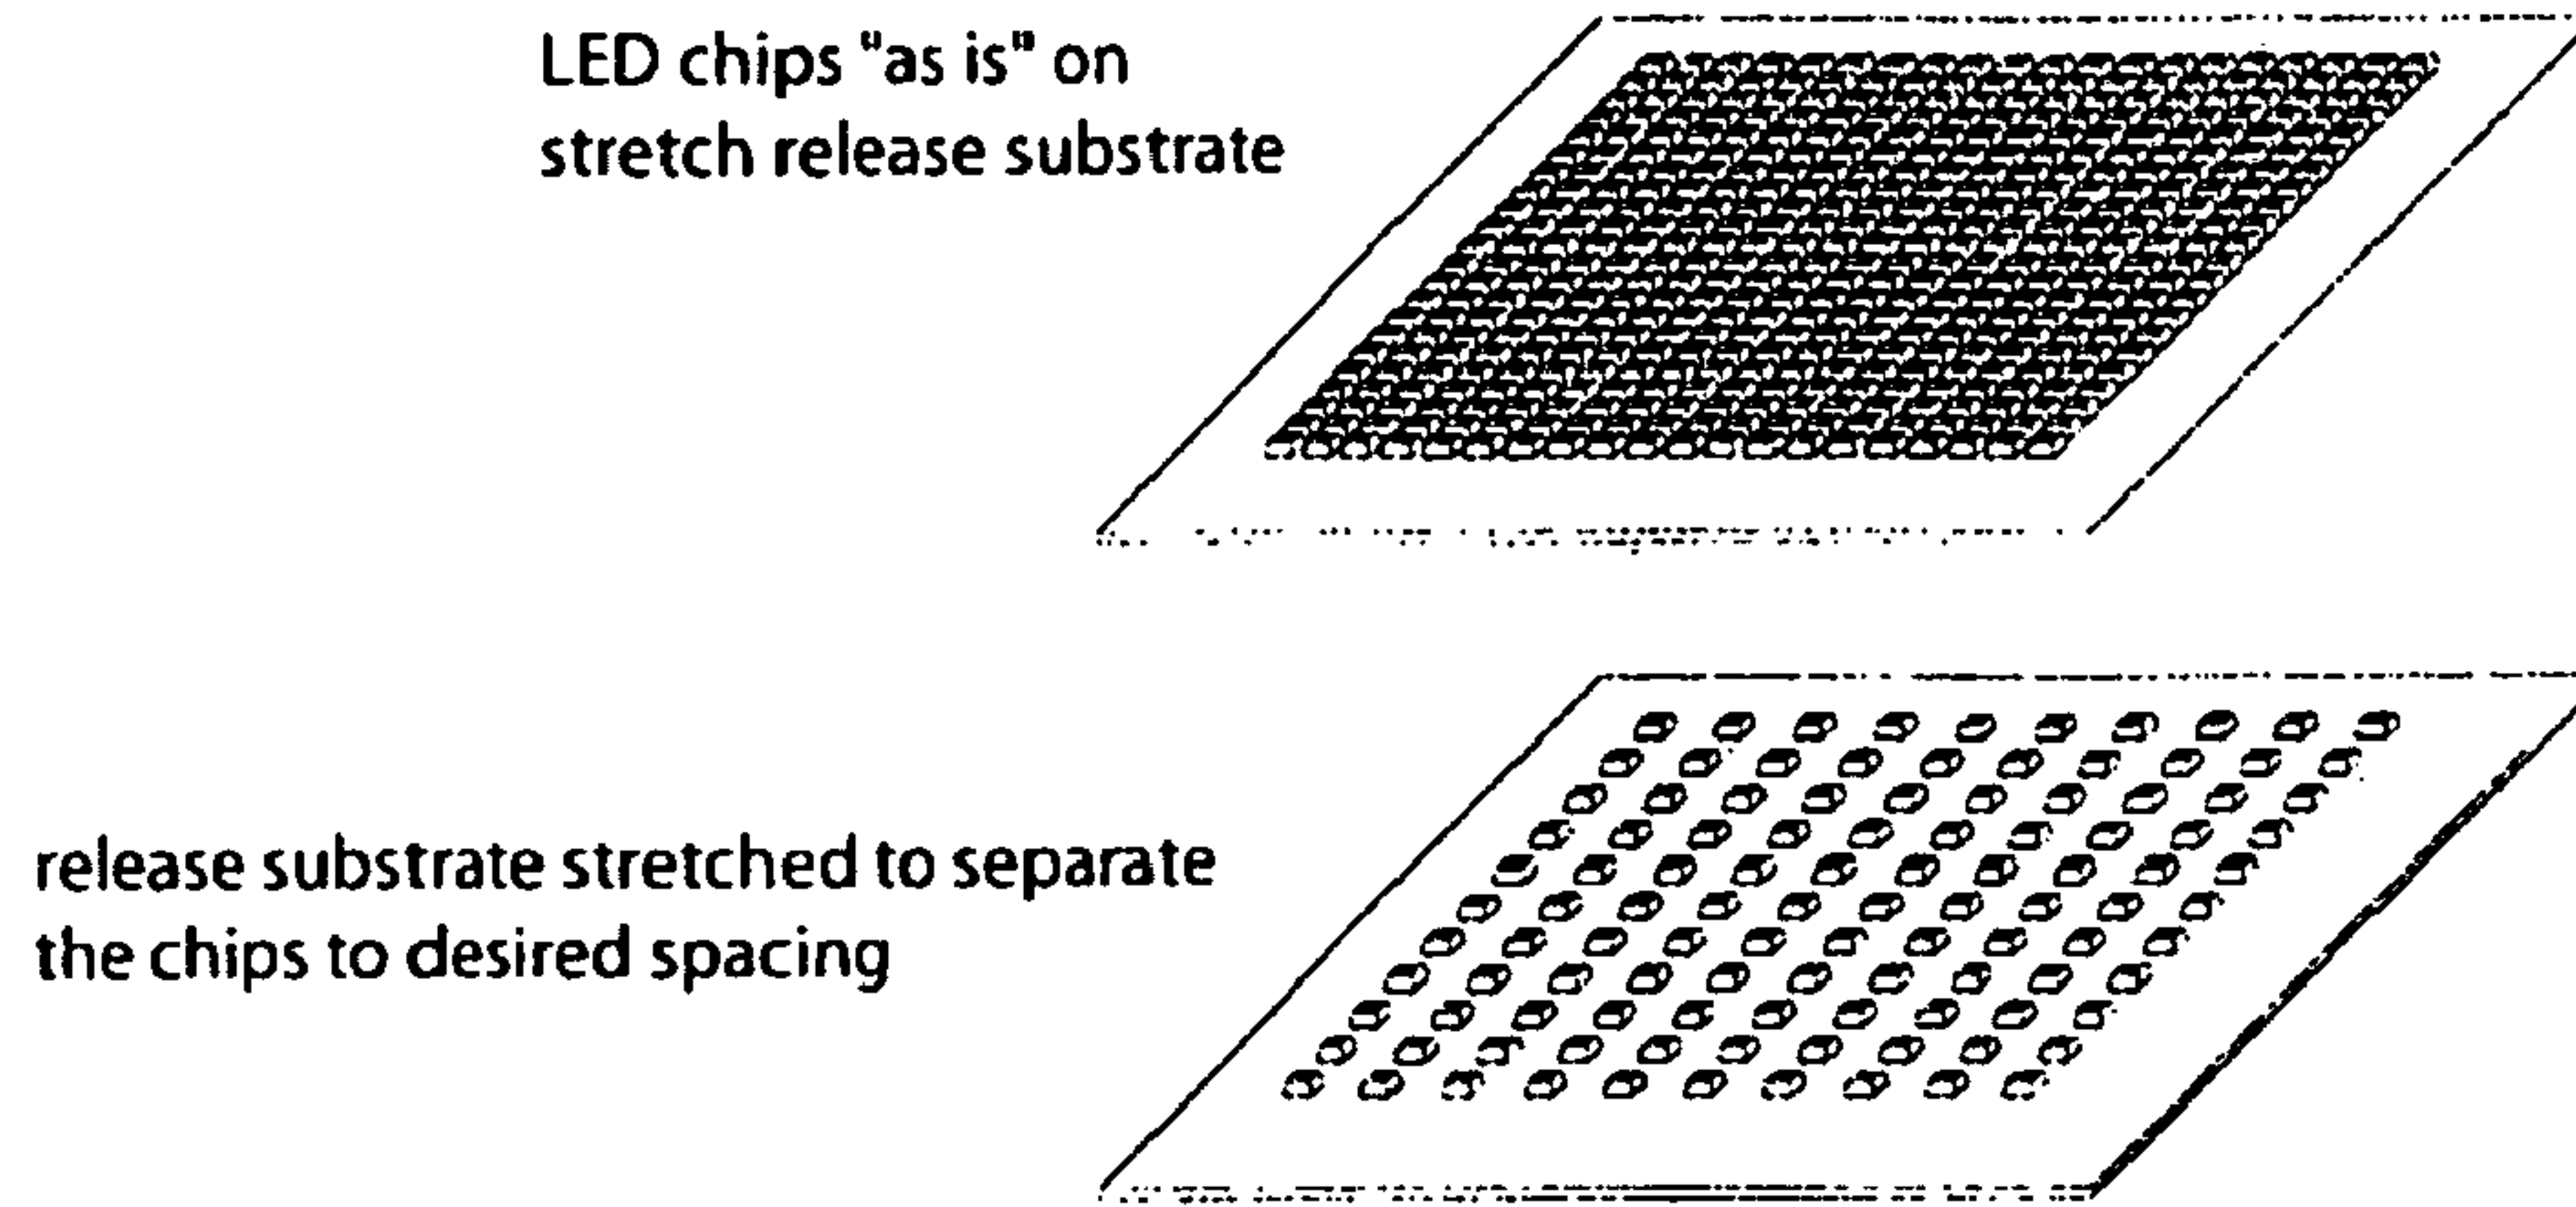 LED chips "as is" on
stretch release substrate
release substrate stretched to separate
the chips to desired spacing